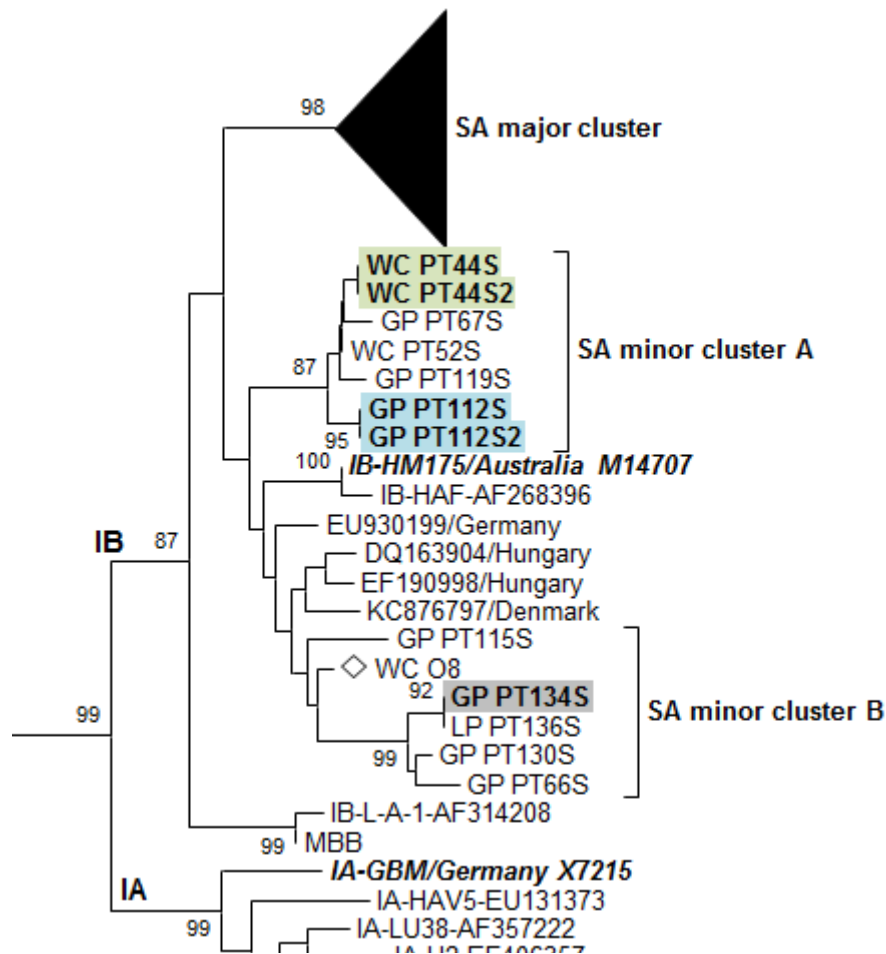 98
SA major cluster
WC PT44S
WC PT44S2
GP PT67S
SA minor cluster A
WC PT52S
87
GP PT119S
GP PT112S
95
GP PT112S2
100
IB-HM175/Australia M14707
IB-HAF-AF268396
EU930199/Germany
IB
87
DQ163904/Hungary
EF190998/Hungary
KC876797/Denmark
GP PT115S
WC O8
92
GP PT134S
SA minor cluster B
99
LP PT136S
99
GP PT130S
GP PT66S
IB-L-A-1-AF314208
99
MBB
IA-GBM/Germany X7215
IA
IA-HAV5-EU131373
99
IA-LU38-AF357222